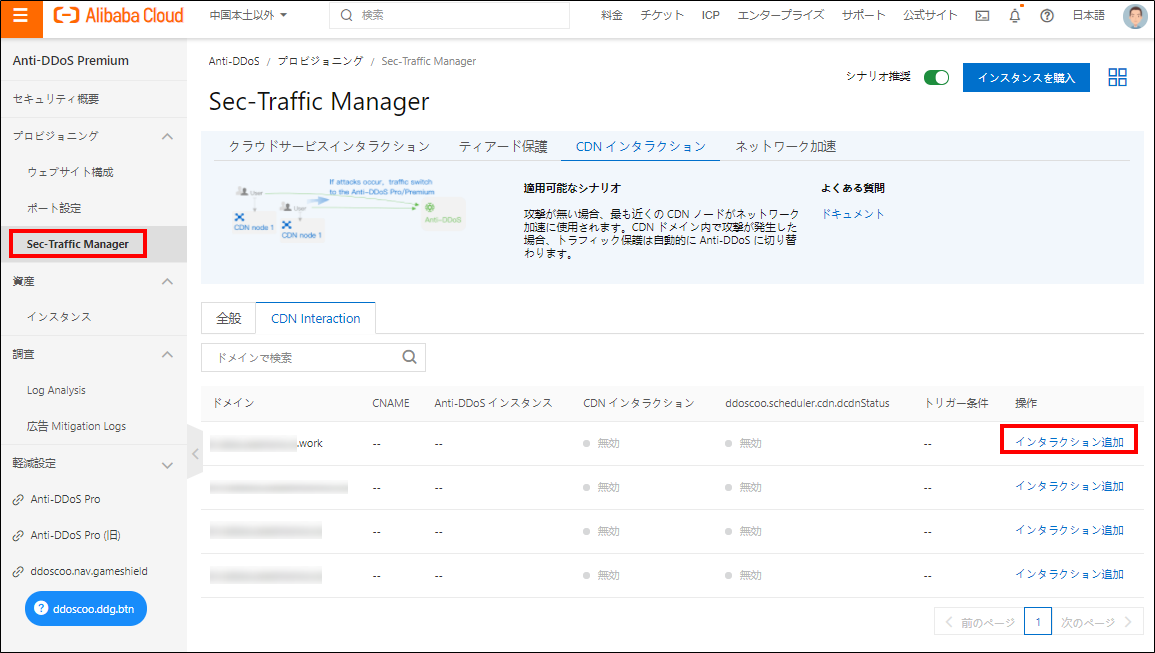 Alibaba Cloud
中国本土以外
検索
料金
チケット
ICP
エンタープライズ
サポート
公式サイト
日本語
Anti-DDoS Premium
セキュリティ概要
プロビジョニング
ウェブサイト構成
ポート設定
Sec-Traffic Manager
資産
インスタンス
調査
Log Analysis
広告 Mitigation Logs
軽減設定
Anti-DDoS Pro
Anti-DDoS Pro (旧)
ddoscoo.nav.gameshield
ddoscoo.ddg.btn
Anti-DDoS / プロビジョニング / Sec-Traffic Manager
Sec-Traffic Manager
シナリオ推奨
インスタンスを購入
クラウドサービスインタラクション
ティアード保護
CDN インタラクション
ネットワーク加速
If attacks occur, traffic switch
to the Anti-DDoS Pro/Premium
User
User
CDN node 1
CDN node 1
Anti-DDoS
適用可能なシナリオ
攻撃が無い場合、最も近くの CDN ノードがネットワーク
加速に使用されます。CDN ドメイン内で攻撃が発生した
場合、トラフィック保護は自動的に Anti-DDoS に切り替
わります。
よくある質問
ドキュメント
全般
CDN Interaction
ドメインで検索
ドメイン CNAME Anti-DDoS インスタンス CDN インタラクション ddoscoo.scheduler.cdn.dcdnStatus トリガー条件 操作
.work -- -- 無効 無効 -- インタラクション追加
-- -- 無効 無効 -- インタラクション追加
-- -- 無効 無効 -- インタラクション追加
-- -- 無効 無効 -- インタラクション追加
前のページ 1 次のページ